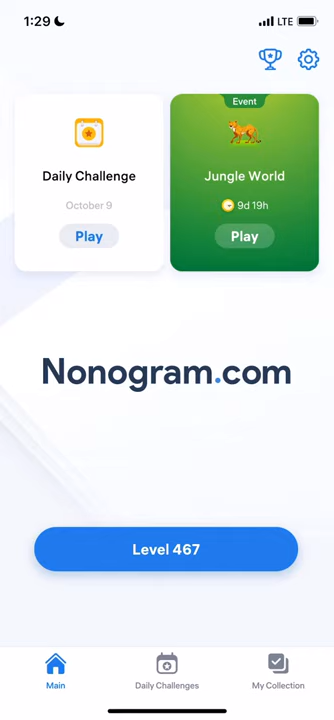 1:29
LTE
Event
Daily Challenge
Jungle World
October 9
9d 19h
Play
Play
Nonogram.com
Level 467
Main
Daily Challenges
My Collection